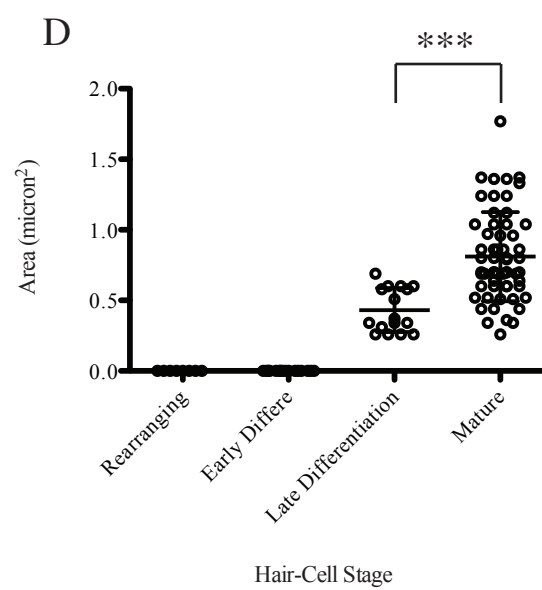 D
***
2.0
1.5
1.0
0.5
0.0
Area (micron²)
Rearranging
Early Differe
Late Differentiation
Mature
Hair-Cell Stage